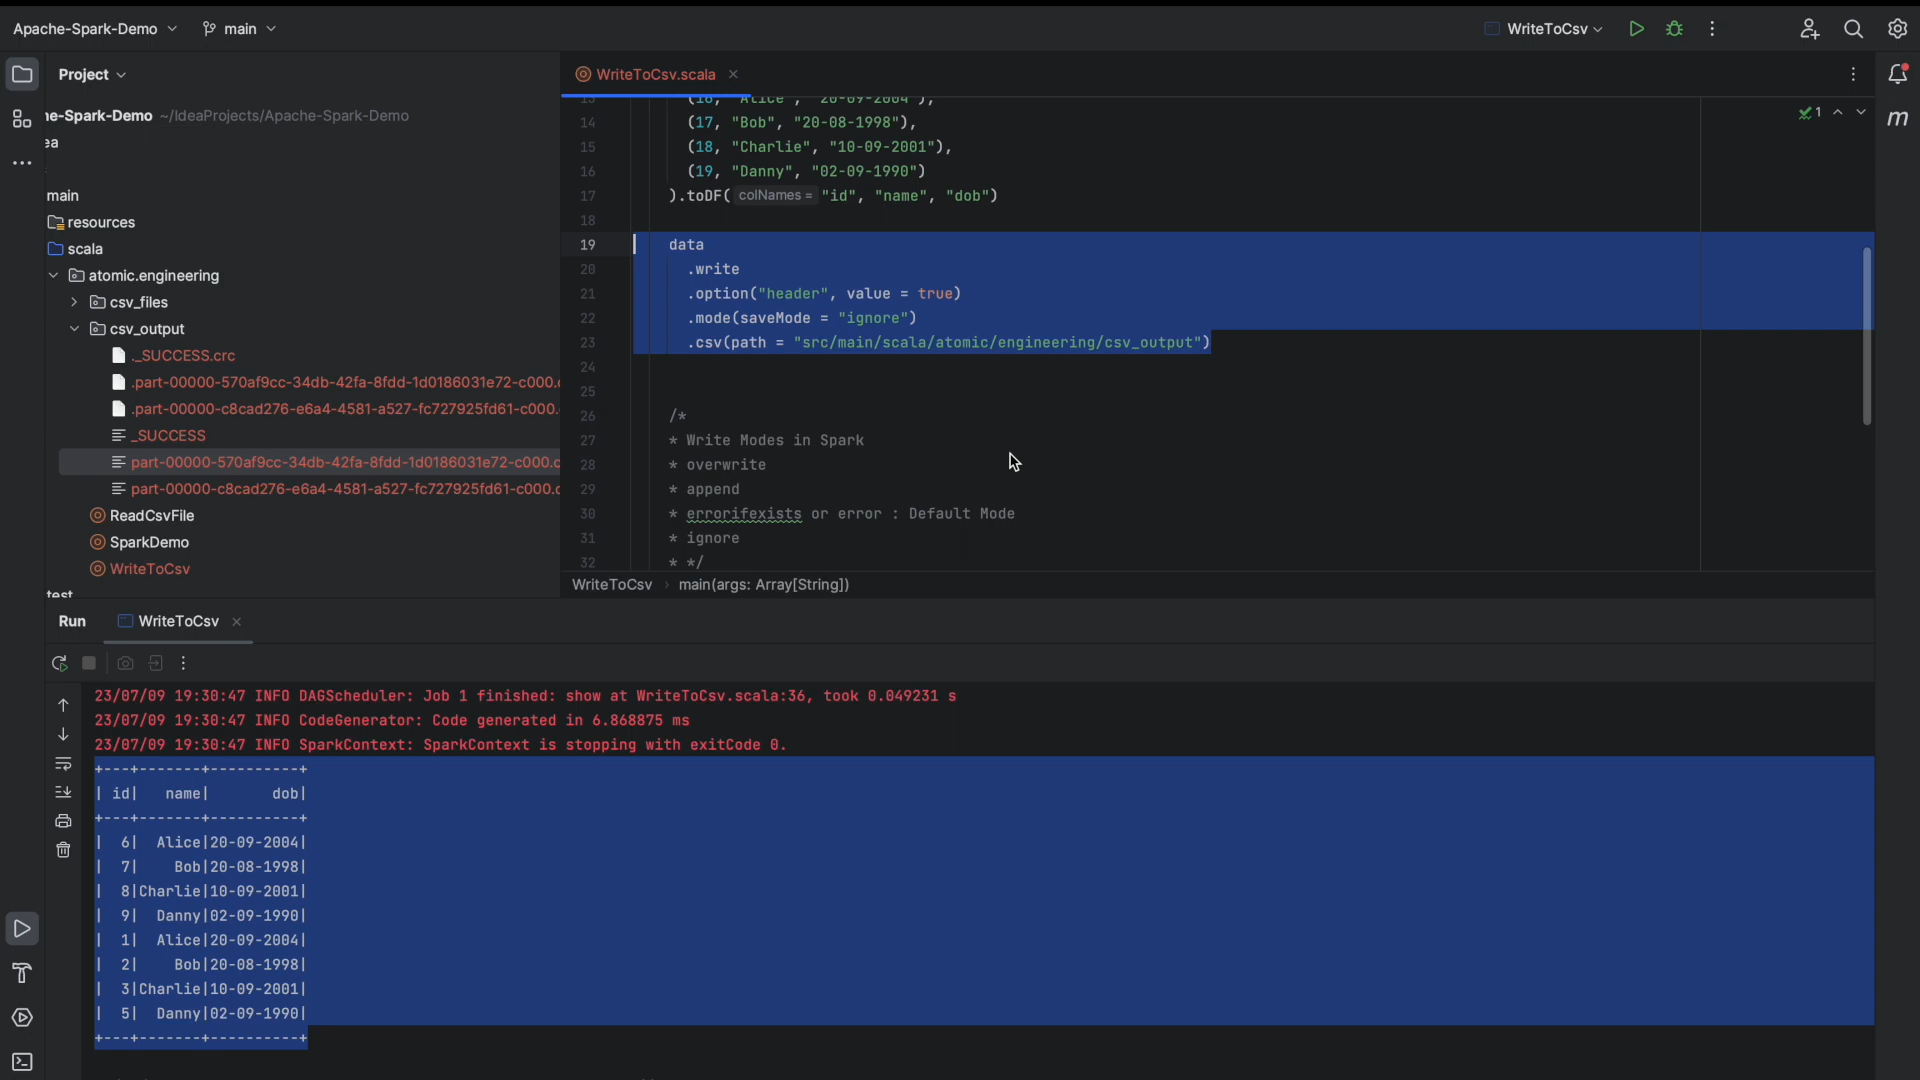 Apache-Spark-Demo main WriteToCsv
Project
WriteToCsv.scala
he-Spark-Demo ~/IdeaProjects/Apache-Spark-Demo
ea
main
resources
scala
atomic.engineering
csv_files
csv_output
._SUCCESS.crc
.part-00000-570af9cc-34db-42fa-8fdd-1d0186031e72-c000.c
.part-00000-c8cad276-e6a4-4581-a527-fc727925fd61-c000.
_SUCCESS
part-00000-570af9cc-34db-42fa-8fdd-1d0186031e72-c000.c
part-00000-c8cad276-e6a4-4581-a527-fc727925fd61-c000.c
ReadCsvFile
SparkDemo
WriteToCsv
test
1
m
13 (16, "Alice", "20-09-2004"),
14 (17, "Bob", "20-08-1998"),
15 (18, "Charlie", "10-09-2001"),
16 (19, "Danny", "02-09-1990")
17 ).toDF( colNames = "id", "name", "dob")
18
19 data
20 .write
21 .option("header", value = true)
22 .mode(saveMode = "ignore")
23 .csv(path = "src/main/scala/atomic/engineering/csv_output")
24
25
26 /*
27 * Write Modes in Spark
28 * overwrite
29 * append
30 * errorifexists or error : Default Mode
31 * ignore
32 * */
WriteToCsv › main(args: Array[String])
Run WriteToCsv
23/07/09 19:30:47 INFO DAGScheduler: Job 1 finished: show at WriteToCsv.scala:36, took 0.049231 s
23/07/09 19:30:47 INFO CodeGenerator: Code generated in 6.868875 ms
23/07/09 19:30:47 INFO SparkContext: SparkContext is stopping with exitCode 0.
+---+-------+----------+
| id|   name|       dob|
+---+-------+----------+
|  6|  Alice|20-09-2004|
|  7|    Bob|20-08-1998|
|  8|Charlie|10-09-2001|
|  9|  Danny|02-09-1990|
|  1|  Alice|20-09-2004|
|  2|    Bob|20-08-1998|
|  3|Charlie|10-09-2001|
|  5|  Danny|02-09-1990|
+---+-------+----------+